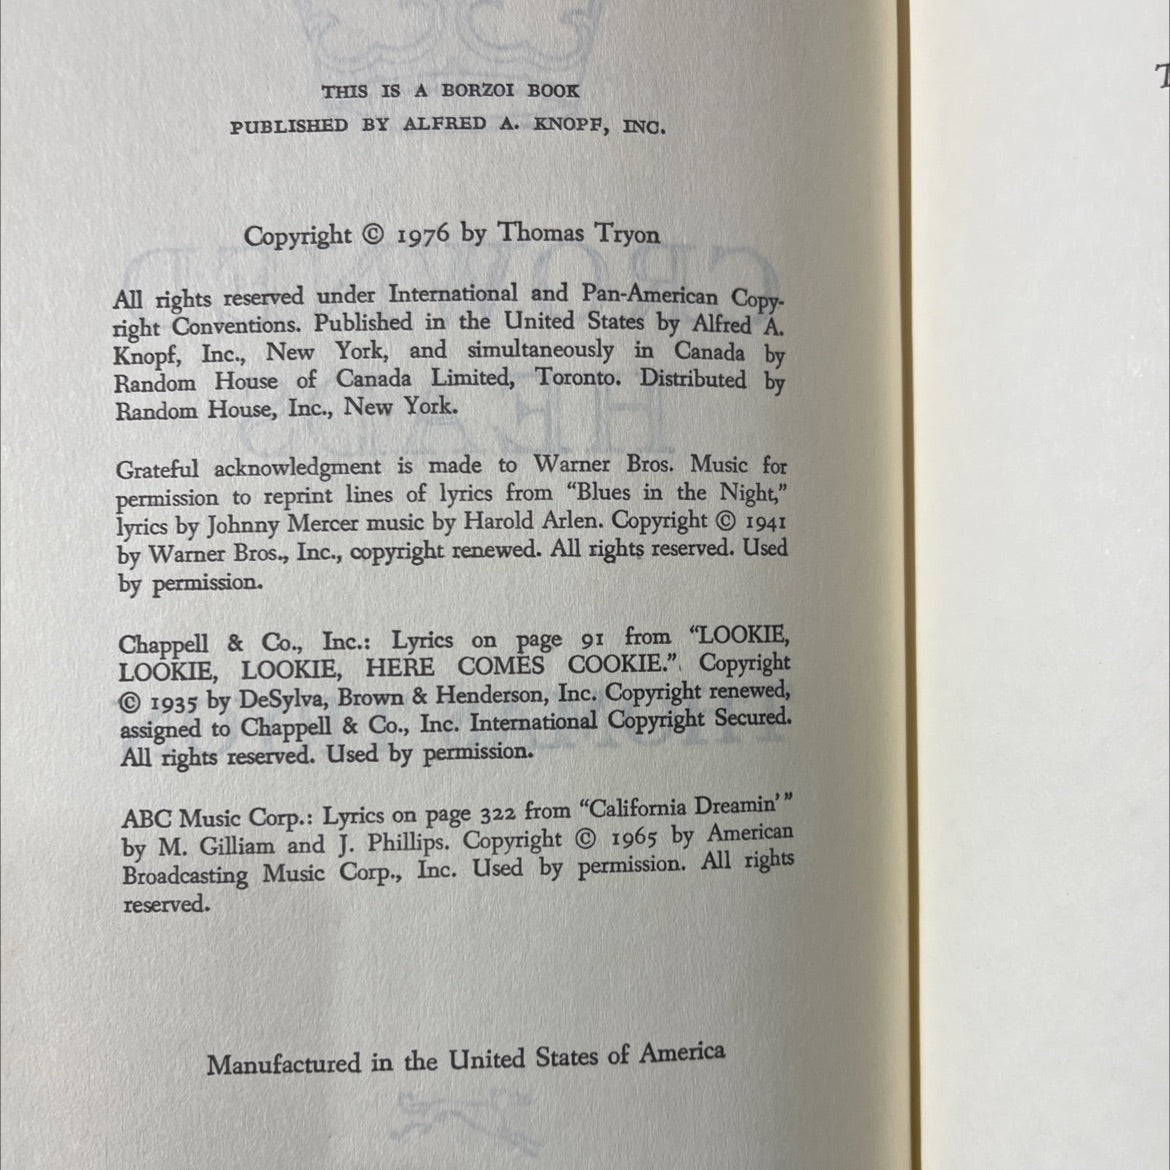 THIS IS A BORZOI BOOK
PUBLISHED BY ALFRED A. KNOPF, INC.
Copyright © 1976 by Thomas Tryon
All rights reserved under International and Pan-American Copy-
right Conventions. Published in the United States by Alfred A.
Knopf, Inc., New York, and simultaneously in Canada by
Random House of Canada Limited, Toronto. Distributed by
Random House, Inc., New York.
Grateful acknowledgment is made to Warner Bros. Music for
permission to reprint lines of lyrics from “Blues in the Night,”
lyrics by Johnny Mercer music by Harold Arlen. Copyright © 1941
by Warner Bros., Inc., copyright renewed. All rights reserved. Used
by permission.
Chappell & Co., Inc.: Lyrics on page 91 from “LOOKIE,
LOOKIE, LOOKIE, HERE COMES COOKIE.” Copyright
© 1935 by DeSylva, Brown & Henderson, Inc. Copyright renewed,
assigned to Chappell & Co., Inc. International Copyright Secured.
All rights reserved. Used by permission.
ABC Music Corp.: Lyrics on page 322 from “California Dreamin’”
by M. Gilliam and J. Phillips. Copyright © 1965 by American
Broadcasting Music Corp., Inc. Used by permission. All rights
reserved.
Manufactured in the United States of America